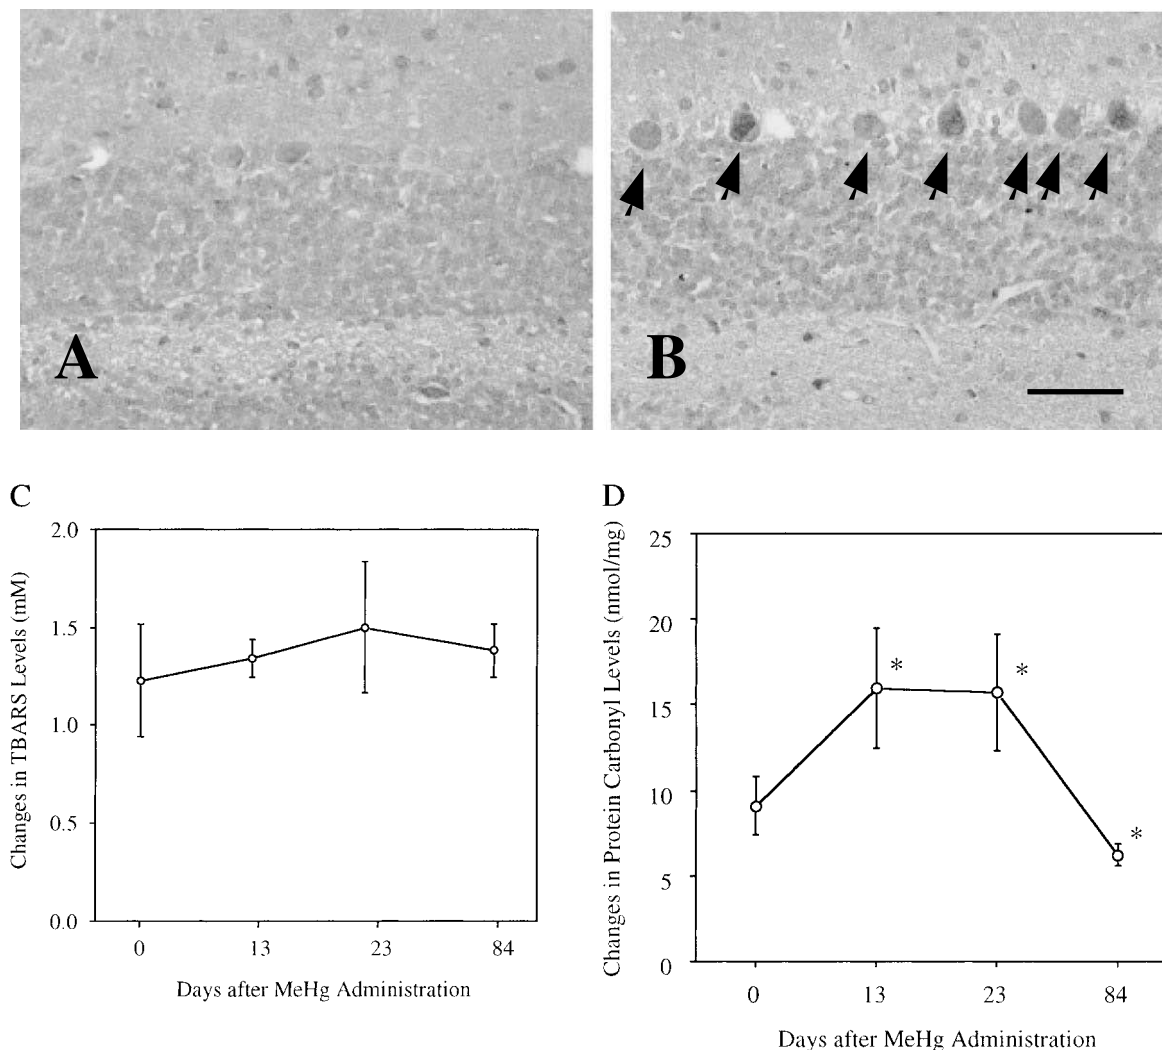 A
B
C
Changes in TBARS Levels (mM)
2.0
1.5
1.0
0.5
0.0
0 13 23 84
Days after MeHg Administration
D
Changes in Protein Carbonyl Levels (nmol/mg)
25
20
15
10
5
0
* * *
0 13 23 84
Days after MeHg Administration